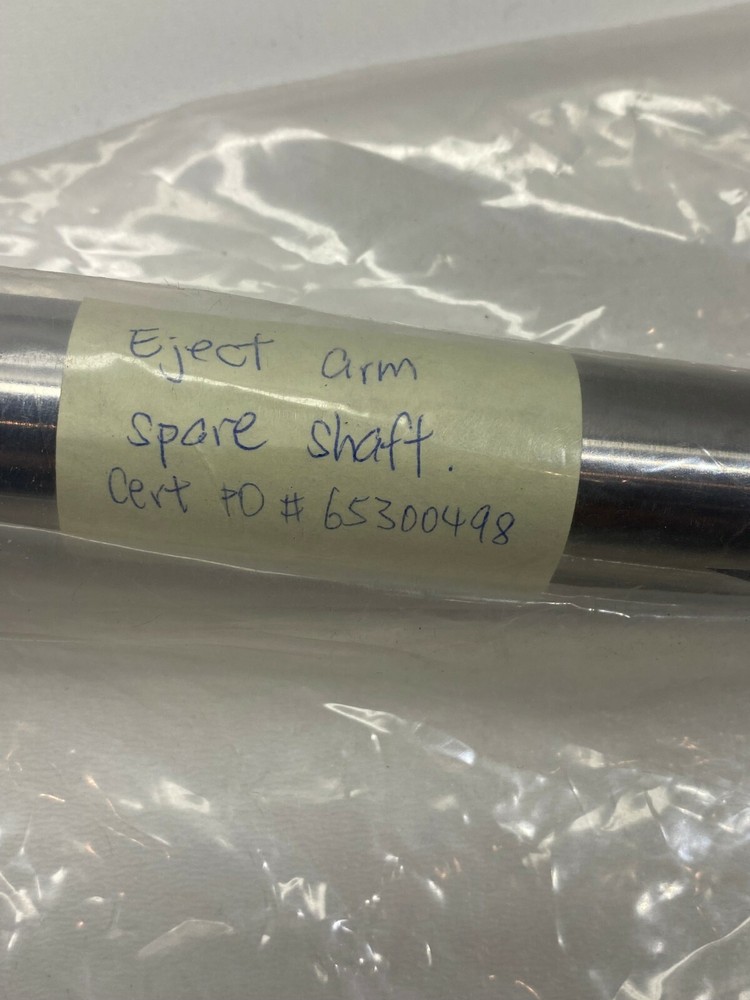 Eject arm
spare shaft.
Cert PO # 65300498